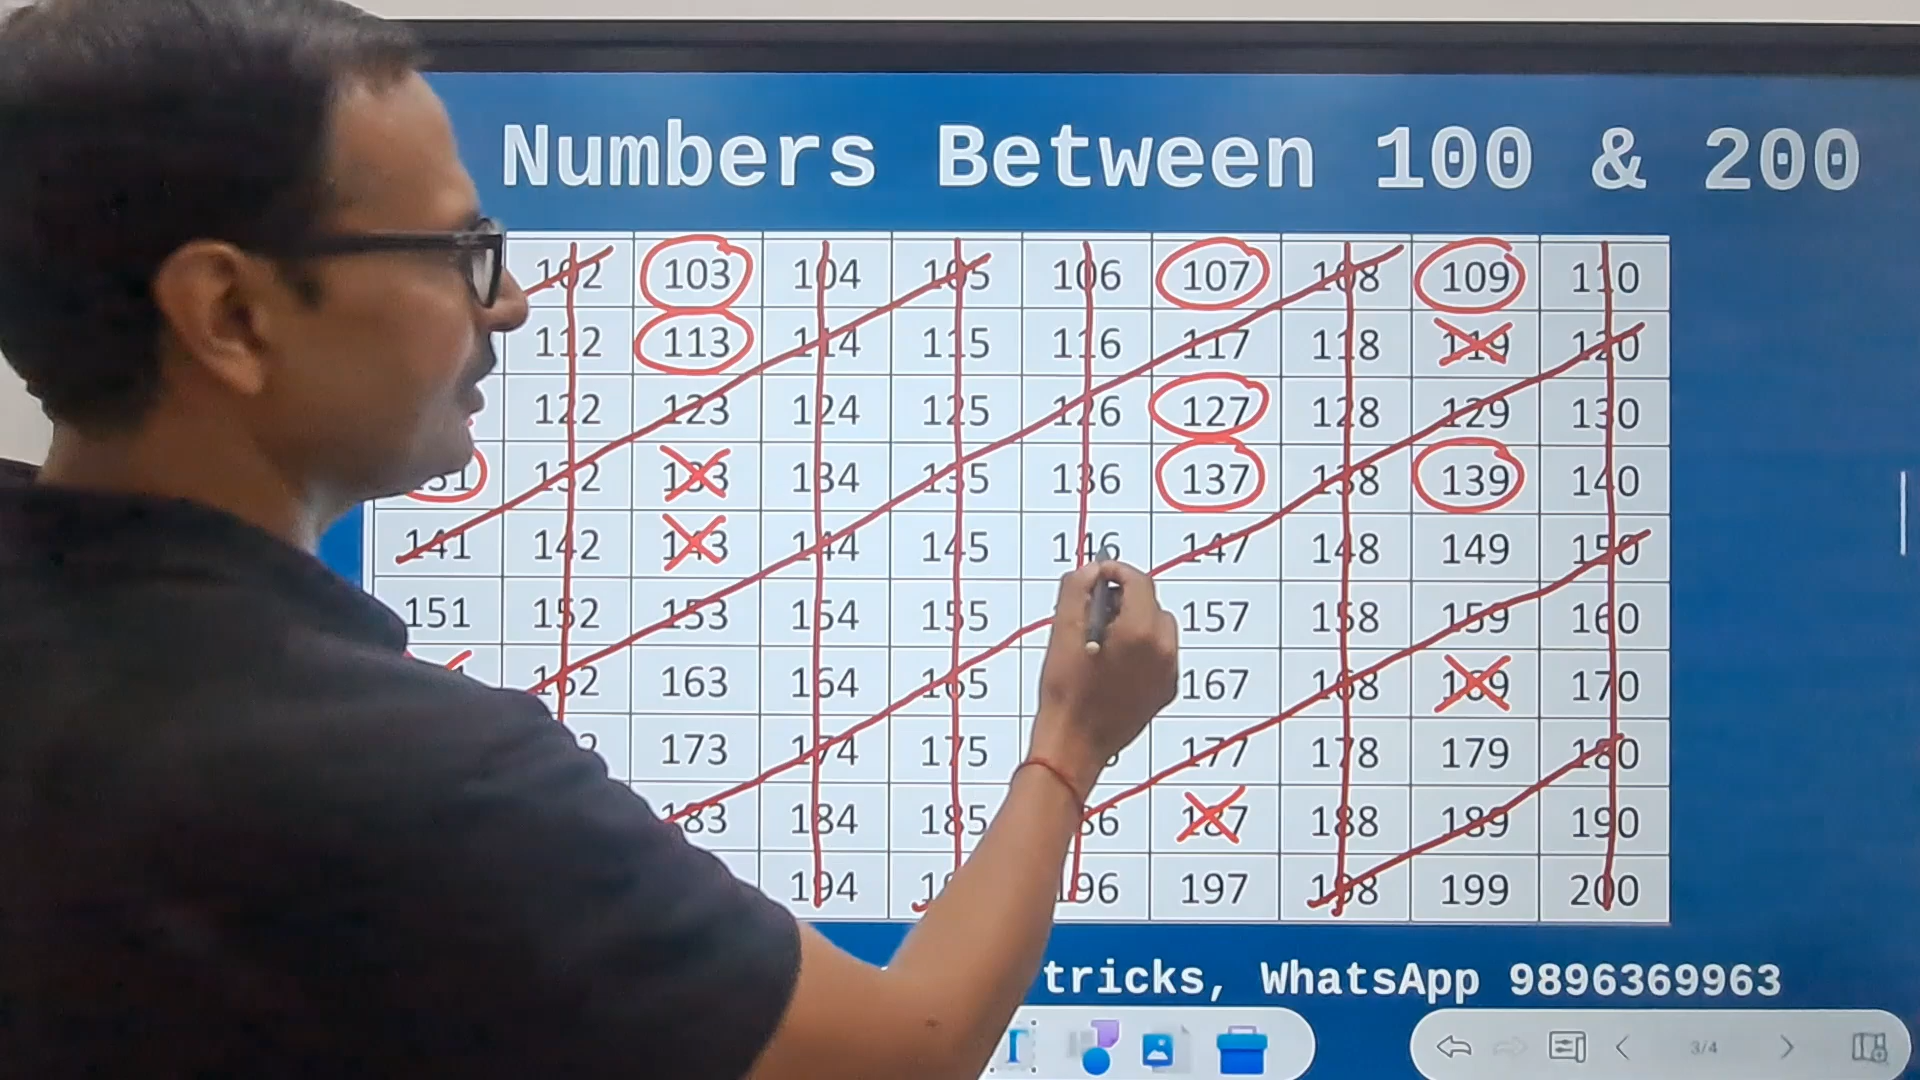 Numbers Between 100 & 200
102 103 104 105 106 107 108 109 110
112 113 114 115 116 117 118 119 120
122 123 124 125 126 127 128 129 130
131 132 133 134 135 136 137 138 139 140
141 142 143 144 145 146 147 148 149 150
151 152 153 154 155 157 158 159 160
162 163 164 165 167 168 169 170
173 174 175 177 178 179 180
183 184 185 186 187 188 189 190
194 196 197 198 199 200
tricks, WhatsApp 9896369963
3/4